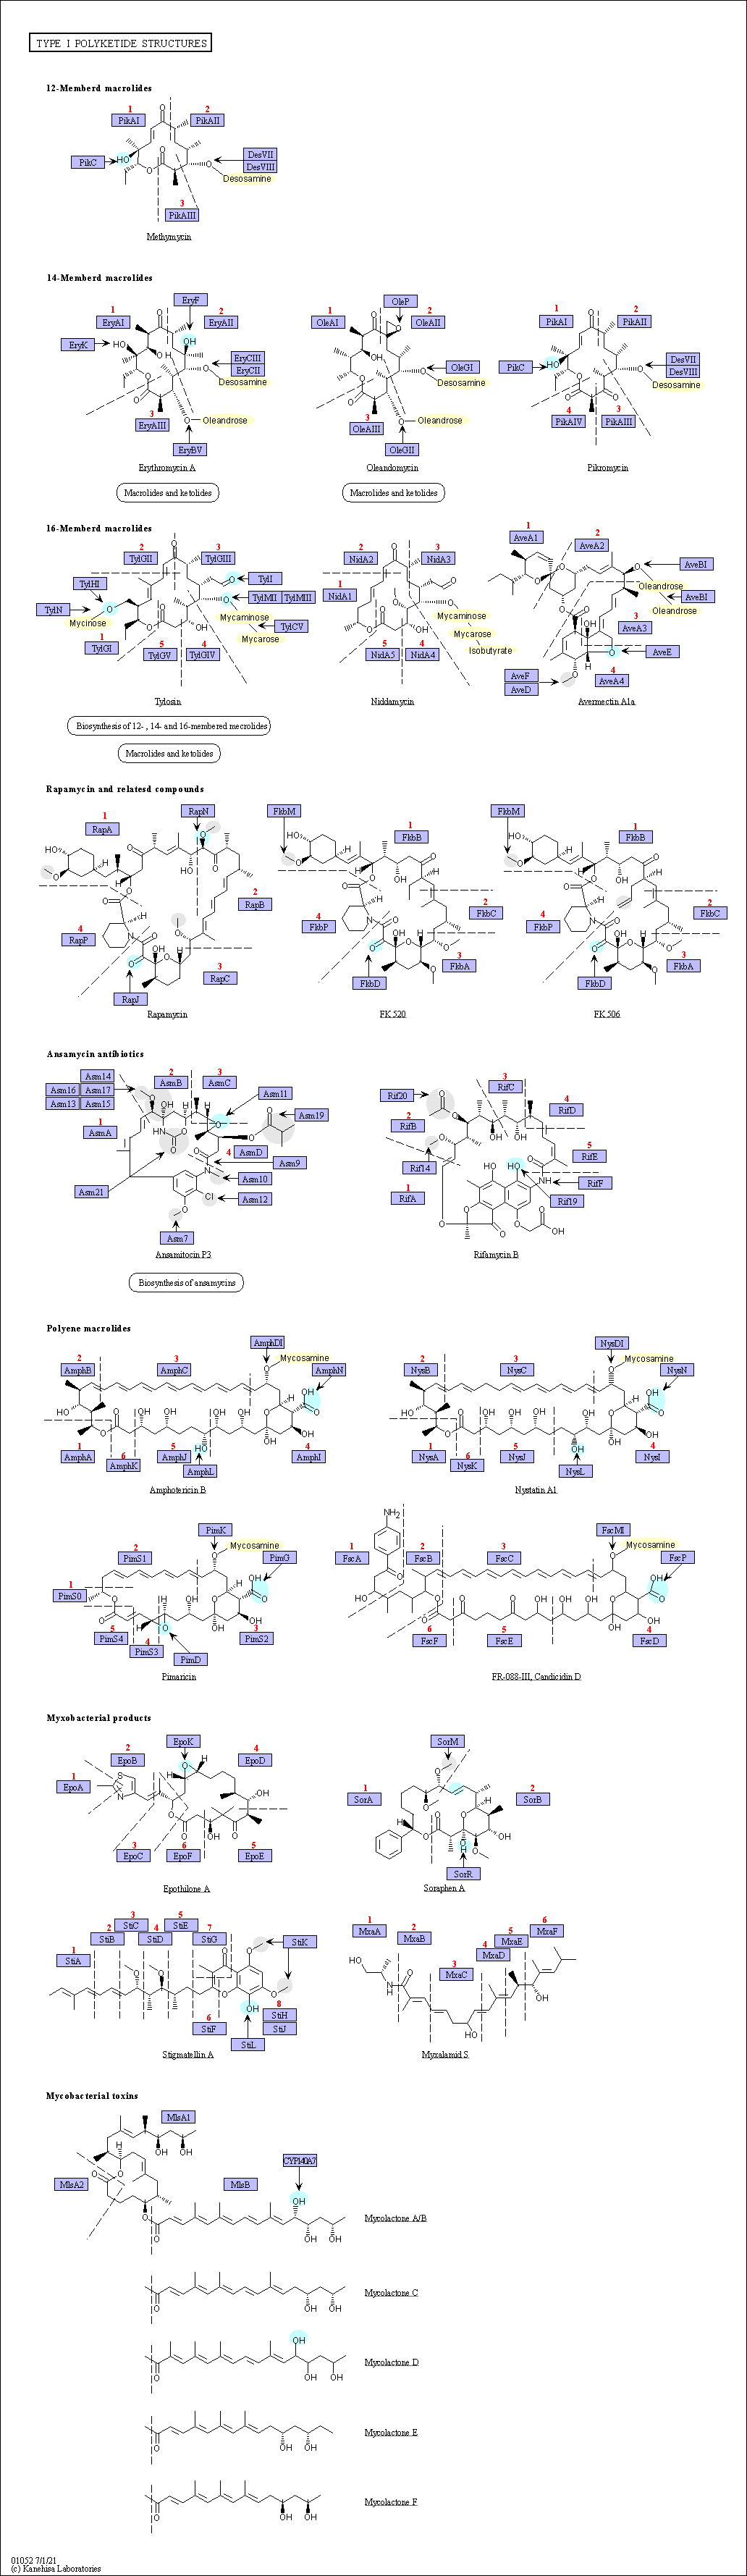 TYPE I POLYKETIDE STRUCTURES
12-Memberd macrolides
1
2
PikAI
PikAII
O
PikC
HO
O
O
O
DesVII
DesVIII
Desosamine
3
PikAIII
Methymycin
14-Memberd macrolides
EryF
1
2
EryAI
EryAII
O
EryK
HO
OH
OH
EryCIII
EryCII
Desosamine
O
O
O
3
EryAIII
O
Oleandrose
EryBV
Erythromycin A
Macrolides and ketolides
OleP
1
2
OleAI
OleAII
O
O
OH
O
OleGI
Desosamine
O
O
3
OleAIII
O
Oleandrose
OleGII
Oleandomycin
Macrolides and ketolides
1
2
PikAI
PikAII
O
PikC
HO
O
DesVII
DesVIII
Desosamine
O
O
O
4
3
PikAIV
PikAIII
Pikromycin
16-Memberd macrolides
2
3
TylGII
TylGIII
O
TylHI
O
TylI
TylN
O
O
TylMII
TylMIII
Mycinose
Mycaminose
TylCV
Mycarose
O
O
OH
1
TylGI
5
4
TylGV
TylGIV
Tylosin
Biosynthesis of 12- , 14- and 16-membered mecrolides
Macrolides and ketolides
2
3
NidA2
NidA3
O
O
1
NidA1
O
O
Mycaminose
Mycarose
Isobutyrate
O
O
OH
5
4
NidA5
NidA4
Niddamycin
1
2
AveA1
AveA2
O
AveBI
Oleandrose
AveBI
Oleandrose
O
O
O
O
OH
3
AveA3
O
AveE
OH
H
AveF
AveD
O
4
AveA4
Avermectin A1a
Rapamycin and relatesd compounds
1
RapA
RapN
HO
O
H
H
O
O
O
OH
O
O
2
RapB
4
RapP
O
H
N
O
O
OH
O
H
O
3
RapC
RapJ
Rapamycin
FkbM
1
FkbB
HO
O
H
H
O
OH
O
O
H
2
FkbC
4
FkbP
N
O
O
OH
O
H
O
O
3
FkbA
FkbD
FK 520
FkbM
1
FkbB
HO
O
H
H
O
OH
O
O
H
2
FkbC
4
FkbP
N
O
O
OH
O
H
O
O
3
FkbA
FkbD
FK 506
Ansamycin antibiotics
Asm14
2
3
AsmB
AsmC
Asm16
Asm17
Asm13
Asm15
Asm11
O
OH
H
O
O
Asm19
1
AsmA
HN
O
O
O
O
4
AsmD
Asm9
N
Asm10
Asm21
Cl
Asm12
O
Asm7
Ansamitocin P3
Biosynthesis of ansamycins
3
RifC
Rif20
O
O
4
RifD
2
RifB
OH
OH
O
5
RifE
Rif14
OH
HO
O
NH
RifF
1
RifA
Rif19
O
O
O
O
O
OH
Rifamycin B
Polyene macrolides
AmphDI
2
3
AmphB
AmphC
Mycosamine
O
AmphN
OH
O
H
HO
O
O
OH
OH
OH
OH
O
OH
OH
HO
1
6
5
4
AmphA
AmphK
AmphJ
AmphI
AmphL
Amphotericin B
NysDI
2
3
NysB
NysC
Mycosamine
O
NysN
OH
O
H
HO
O
O
OH
OH
OH
OH
O
OH
OH
OH
1
6
5
4
NysA
NysK
NysJ
NysI
NysL
Nystatin A1
PimK
2
PimS1
Mycosamine
O
PimG
1
PimS0
OH
O
H
O
O
H
H
H
O
OH
O
OH
OH
5
4
3
PimS4
PimS3
PimS2
PimD
Pimaricin
NH2
1
2
3
FscA
FscB
FscC
FscMI
Mycosamine
O
FscP
OH
O
O
HO
O
O
O
O
OH
OH
OH
OH
O
OH
OH
6
5
4
FscF
FscE
FscD
FR-088-III, Candicidin D
Myxobacterial products
EpoK
2
4
EpoB
EpoD
O
H
H
1
EpoA
S
N
OH
O
O
OH
O
3
6
5
EpoC
EpoF
EpoE
Epothilone A
SorM
O
1
2
SorA
SorB
O
H
H
O
O
O
OH
O
H
O
SorR
Soraphen A
3
5
StiC
StiE
2
4
7
StiB
StiD
StiG
1
StiA
StiK
O
O
O
O
O
O
OH
6
StiF
8
StiH
StiJ
StiL
Stigmatellin A
1
2
5
6
MxaA
MxaB
MxaE
MxaF
4
MxaD
3
MxaC
HO
N
H
O
HO
OH
Myxalamid S
Mycobacterial toxins
MlsA1
H
OH
OH
O
O
MlsA2
MlsB
CYP140A7
O
O
OH
OH
OH
Mycolactone A/B
O
OH
OH
Mycolactone C
OH
O
OH
OH
Mycolactone D
O
OH
OH
Mycolactone E
O
OH
OH
Mycolactone F
01052 7/1/21
(c) Kanehisa Laboratories